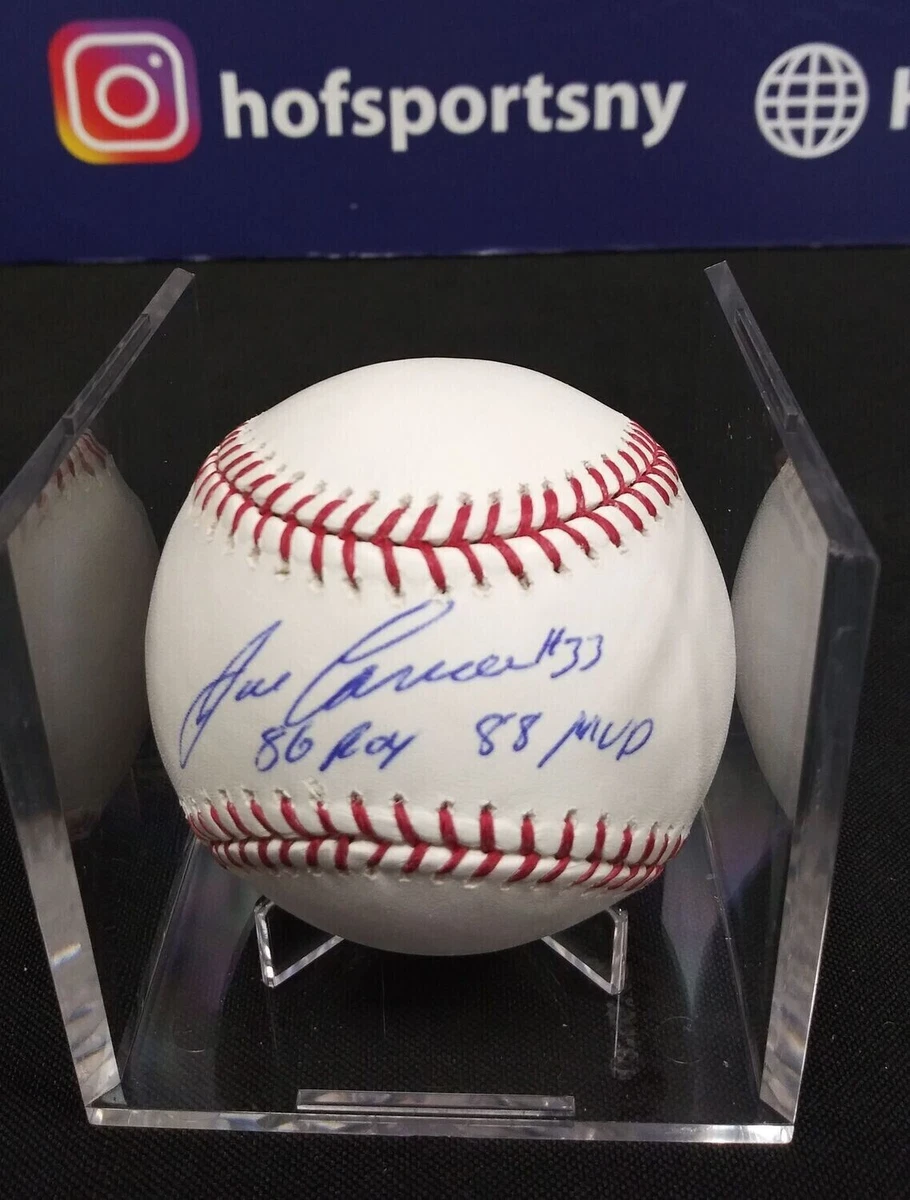 hofsportsny H
Jose Canseco #33
86 ROY 88 MVP